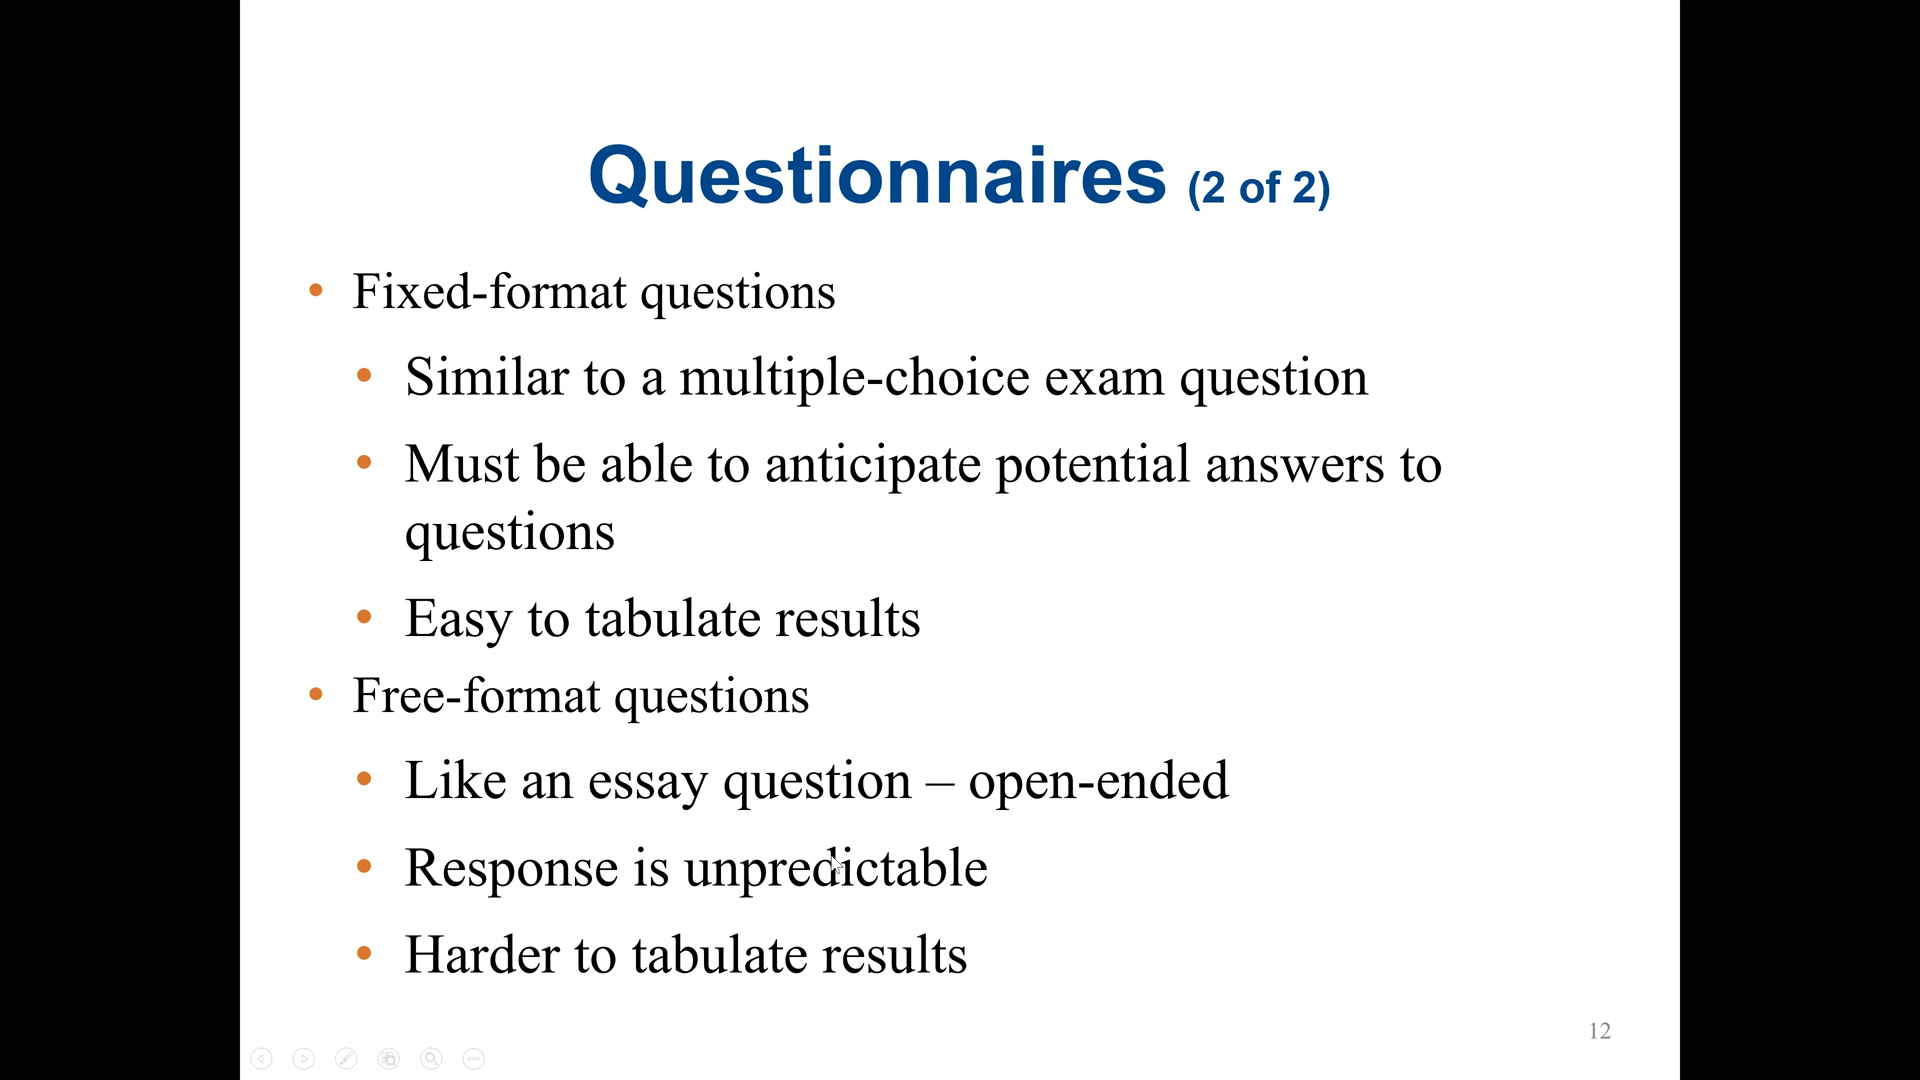 Questionnaires (2 of 2)
• Fixed-format questions
• Similar to a multiple-choice exam question
• Must be able to anticipate potential answers to
questions
• Easy to tabulate results
• Free-format questions
• Like an essay question – open-ended
• Response is unpredictable
• Harder to tabulate results
12